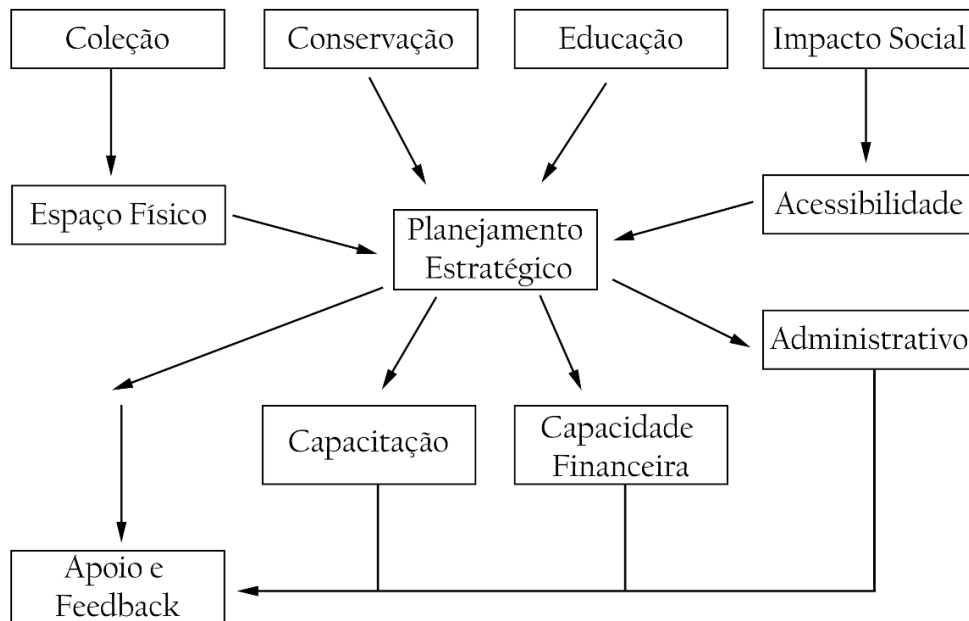 Coleção
Conservação
Educação
Impacto Social
Espaço Físico
Planejamento
Estratégico
Acessibilidade
Administrativo
Capacitação
Capacidade
Financeira
Apoio e
Feedback